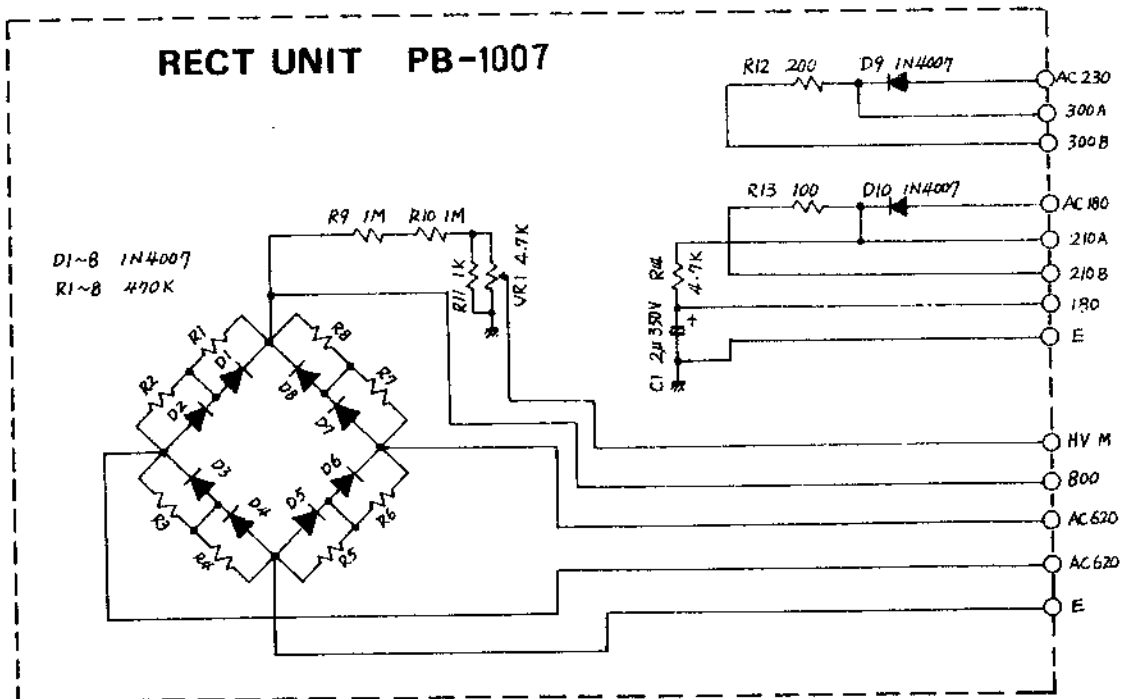 RECT UNIT PB-1007
R12 200
D9 1N4007
AC 230
300A
300B
R13 100
D10 1N4007
AC 180
210A
210B
180
E
R14 4.7K
C1 2μ 350V
+
R9 1M
R10 1M
R11 1K
VR1 4.7K
D1~8 1N4007
R1~8 470K
R1
R2
D1
D2
R8
R7
D8
D7
D3
D4
R3
R4
D6
D5
R6
R5
HV M
800
AC 620
AC 620
E